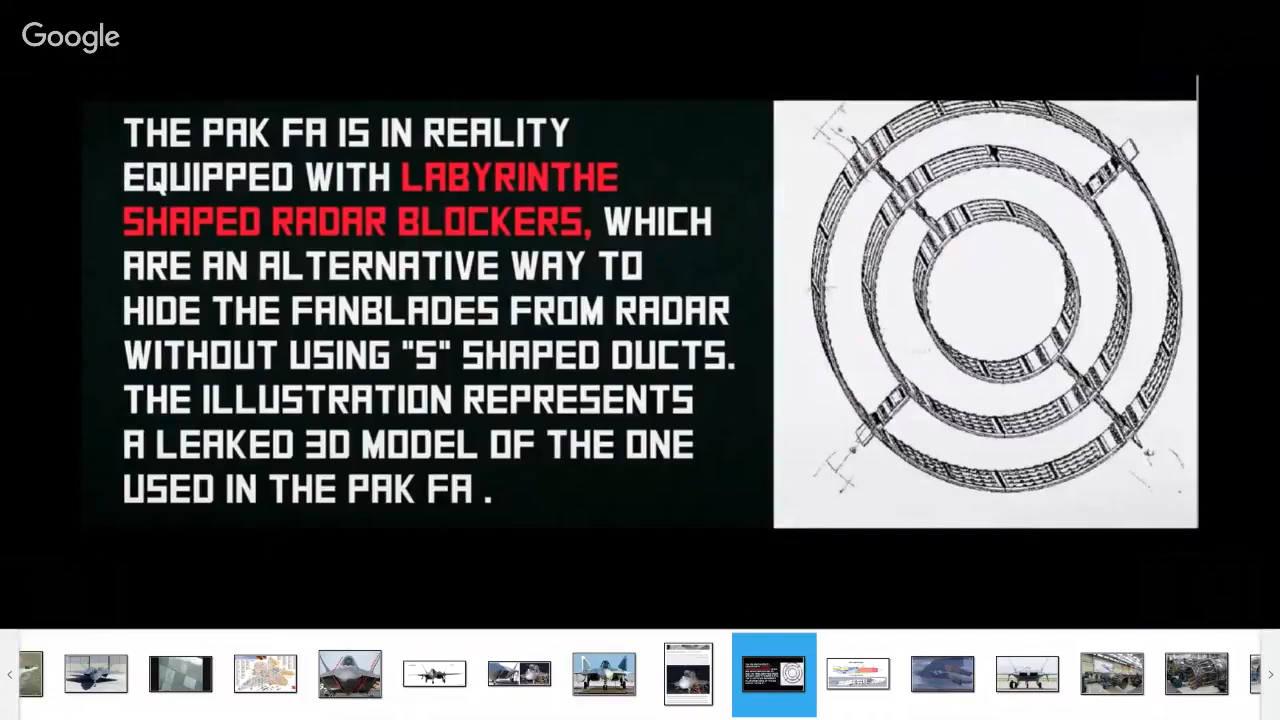 Google
THE PAK FA IS IN REALITY
EQUIPPED WITH LABYRINTHE
SHAPED RADAR BLOCKERS, WHICH
ARE AN ALTERNATIVE WAY TO
HIDE THE FANBLADES FROM RADAR
WITHOUT USING "S" SHAPED DUCTS.
THE ILLUSTRATION REPRESENTS
A LEAKED 3D MODEL OF THE ONE
USED IN THE PAK FA .